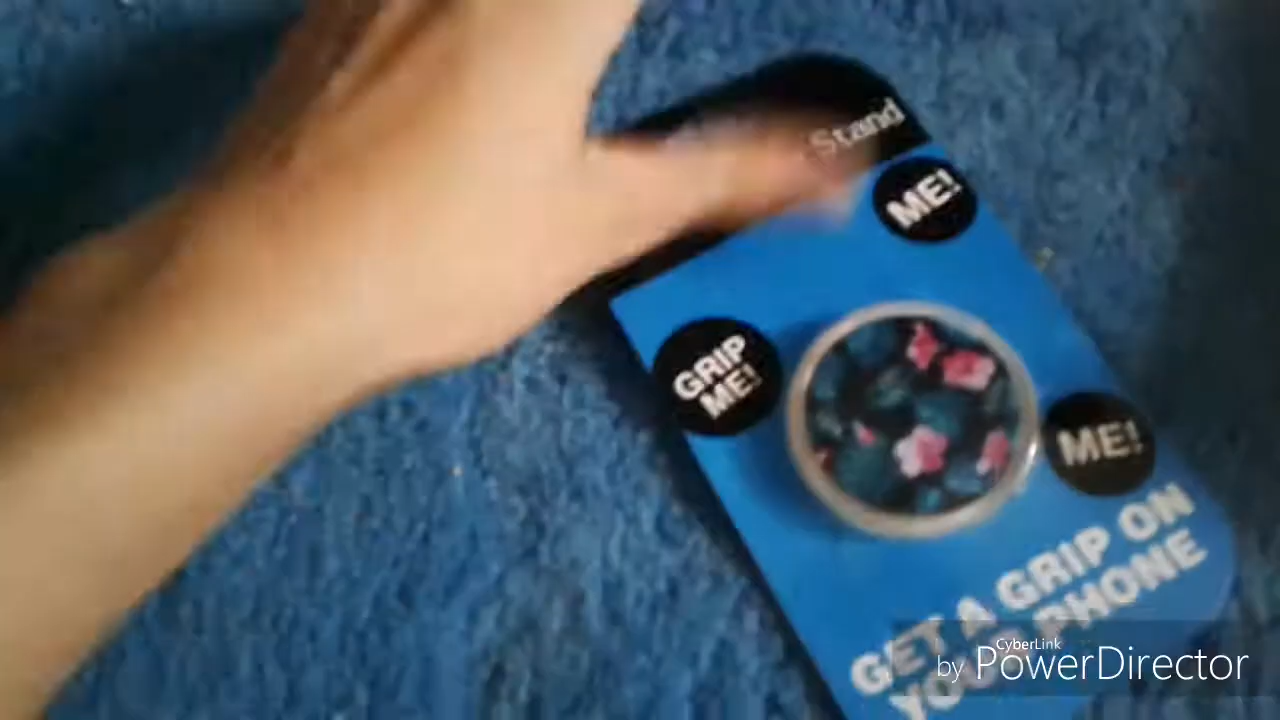 Stand
ME!
GRIP
ME!
ME!
GET A GRIP ON
YOUR PHONE
CyberLink
by PowerDirector